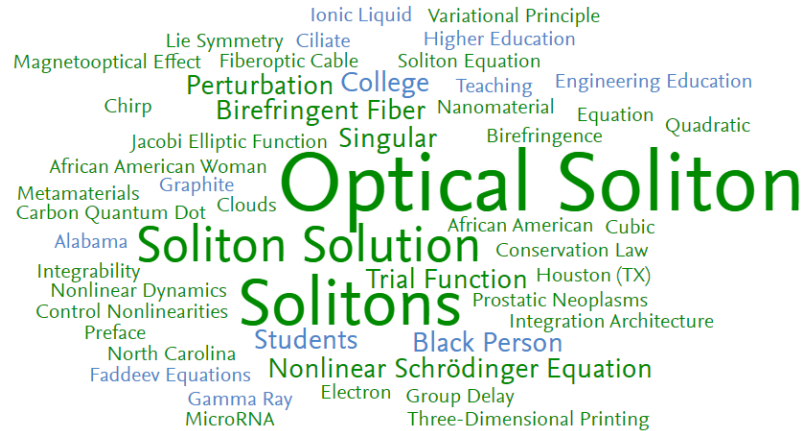 Ionic Liquid Variational Principle
Lie Symmetry Ciliate Higher Education
Magnetooptical Effect Fiberoptic Cable Soliton Equation
Perturbation College Teaching Engineering Education
Chirp Birefringent Fiber Nanomaterial Equation Quadratic
Jacobi Elliptic Function Singular Birefringence
African American Woman
Optical Soliton
Metamaterials Graphite
Carbon Quantum Dot Clouds
African American Cubic
Alabama Soliton Solution Conservation Law
Integrability Trial Function Houston (TX)
Nonlinear Dynamics Solitons Prostatic Neoplasms
Control Nonlinearities Integration Architecture
Preface Students Black Person
North Carolina
Faddeev Equations Nonlinear Schrödinger Equation
Gamma Ray Electron Group Delay
MicroRNA Three-Dimensional Printing